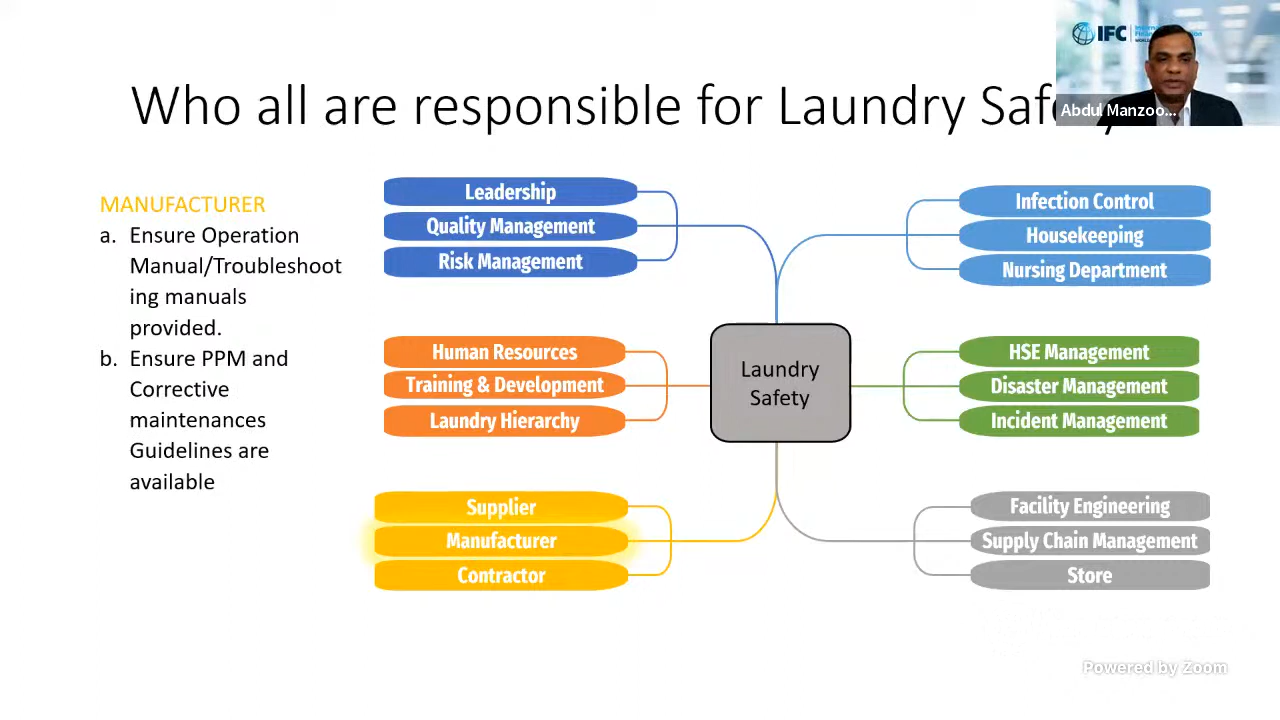 IFC
Abdul Manzoo...
Who all are responsible for Laundry Safety
MANUFACTURER
a. Ensure Operation
Manual/Troubleshoot
ing manuals
provided.
b. Ensure PPM and
Corrective
maintenances
Guidelines are
available
Leadership
Quality Management
Risk Management
Human Resources
Training & Development
Laundry Hierarchy
Supplier
Manufacturer
Contractor
Laundry
Safety
Infection Control
Housekeeping
Nursing Department
HSE Management
Disaster Management
Incident Management
Facility Engineering
Supply Chain Management
Store
Powered by Zoom